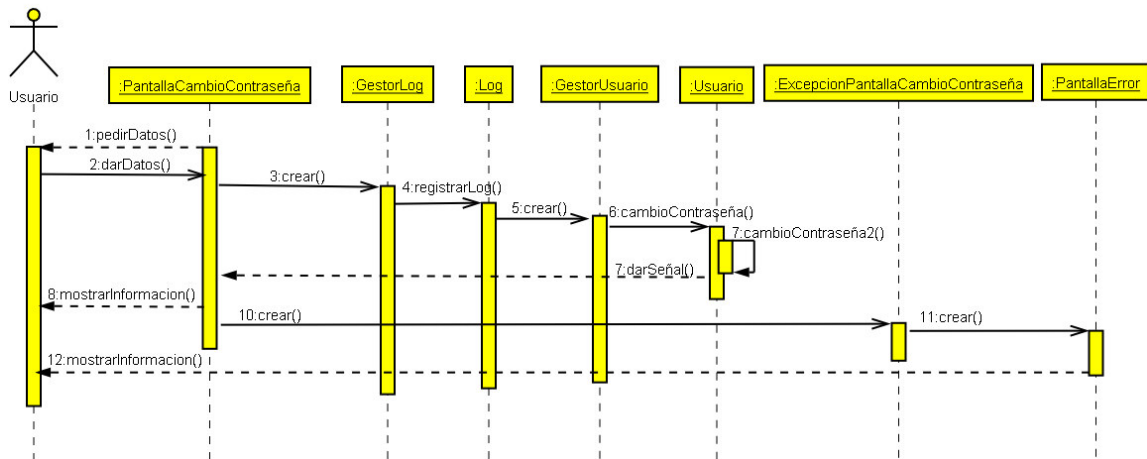 Usuario
:PantallaCambioContraseña
:GestorLog
:Log
:GestorUsuario
:Usuario
:ExcepcionPantallaCambioContraseña
:PantallaError
1:pedirDatos()
2:darDatos()
3:crear()
4:registrarLog()
5:crear()
6:cambioContraseña()
7:cambioContraseña2()
7:darSeñal()
8:mostrarInformacion()
10:crear()
11:crear()
12:mostrarInformacion()